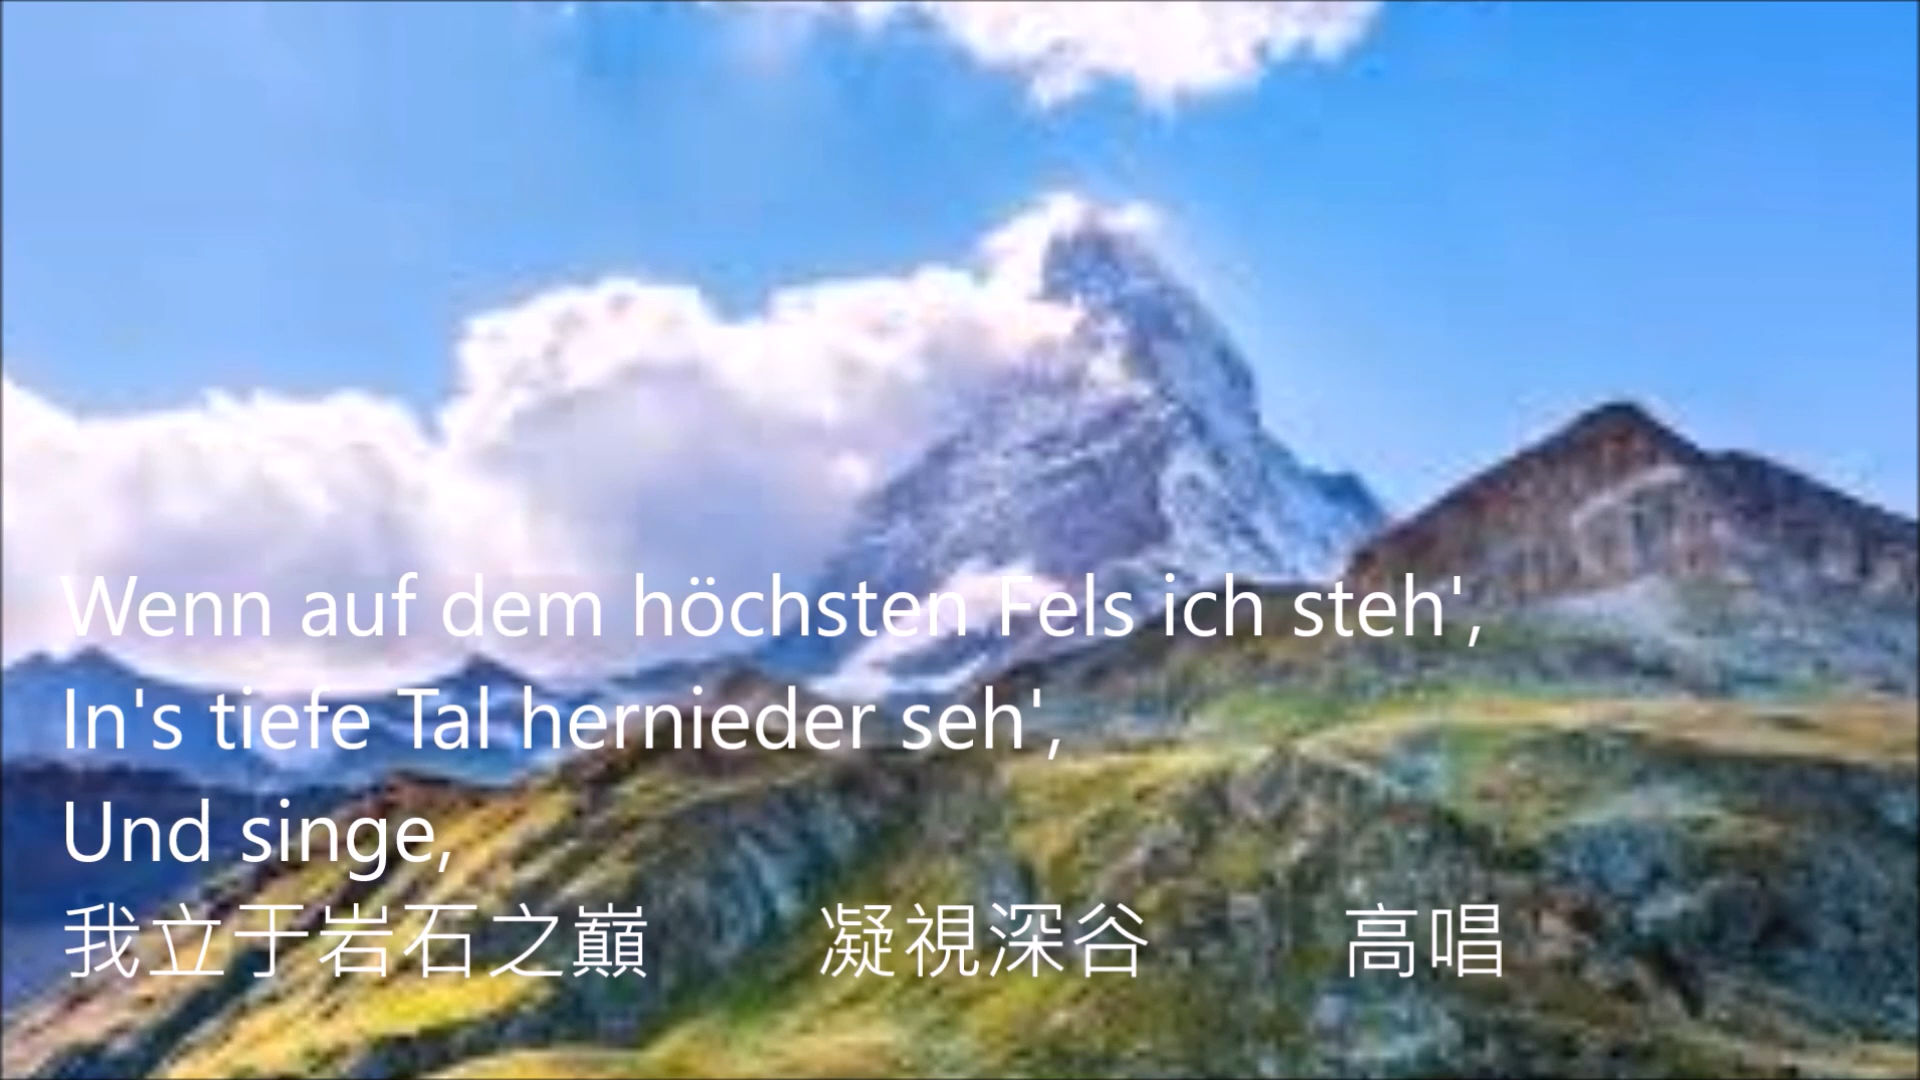 Wenn auf dem höchsten Fels ich steh',
In's tiefe Tal hernieder seh',
Und singe,
我立于岩石之巔 凝視深谷 高唱